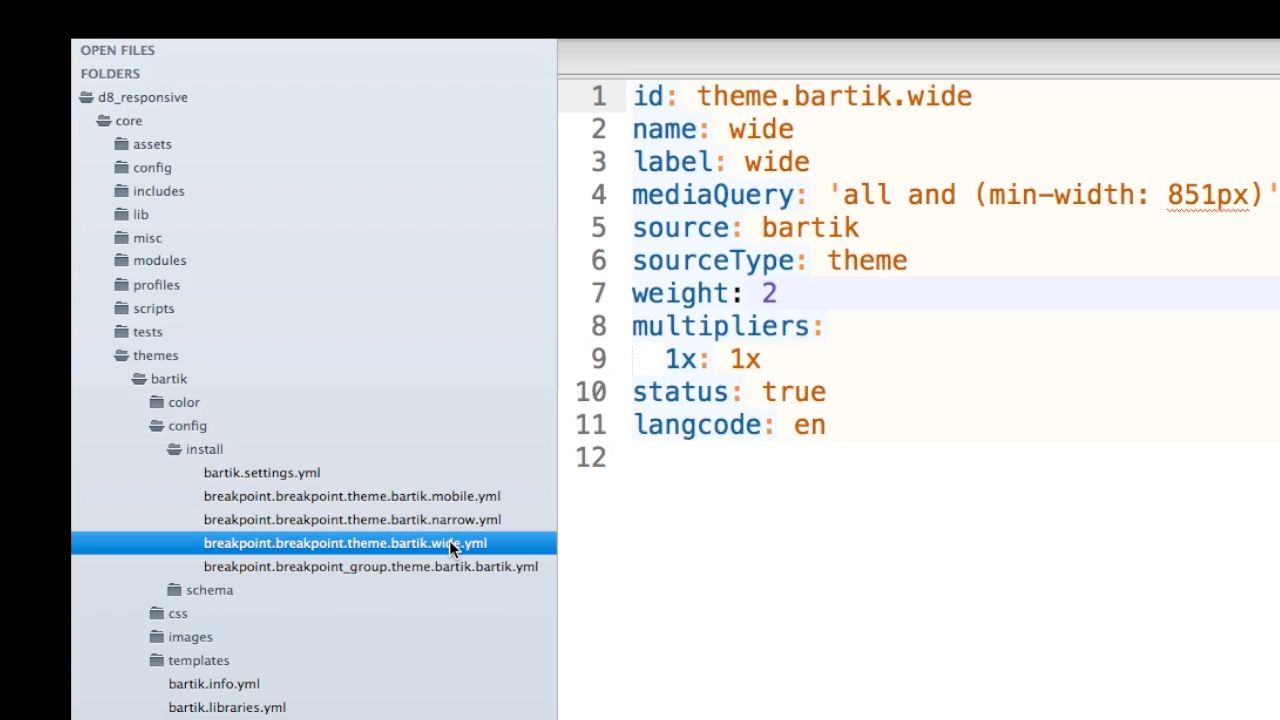 OPEN FILES
FOLDERS
d8_responsive
core
assets
config
includes
lib
misc
modules
profiles
scripts
tests
themes
bartik
color
config
install
bartik.settings.yml
breakpoint.breakpoint.theme.bartik.mobile.yml
breakpoint.breakpoint.theme.bartik.narrow.yml
breakpoint.breakpoint.theme.bartik.wide.yml
breakpoint.breakpoint_group.theme.bartik.bartik.yml
schema
css
images
templates
bartik.info.yml
bartik.libraries.yml
1 id: theme.bartik.wide
2 name: wide
3 label: wide
4 mediaQuery: 'all and (min-width: 851px)'
5 source: bartik
6 sourceType: theme
7 weight: 2
8 multipliers:
9 1x: 1x
10 status: true
11 langcode: en
12